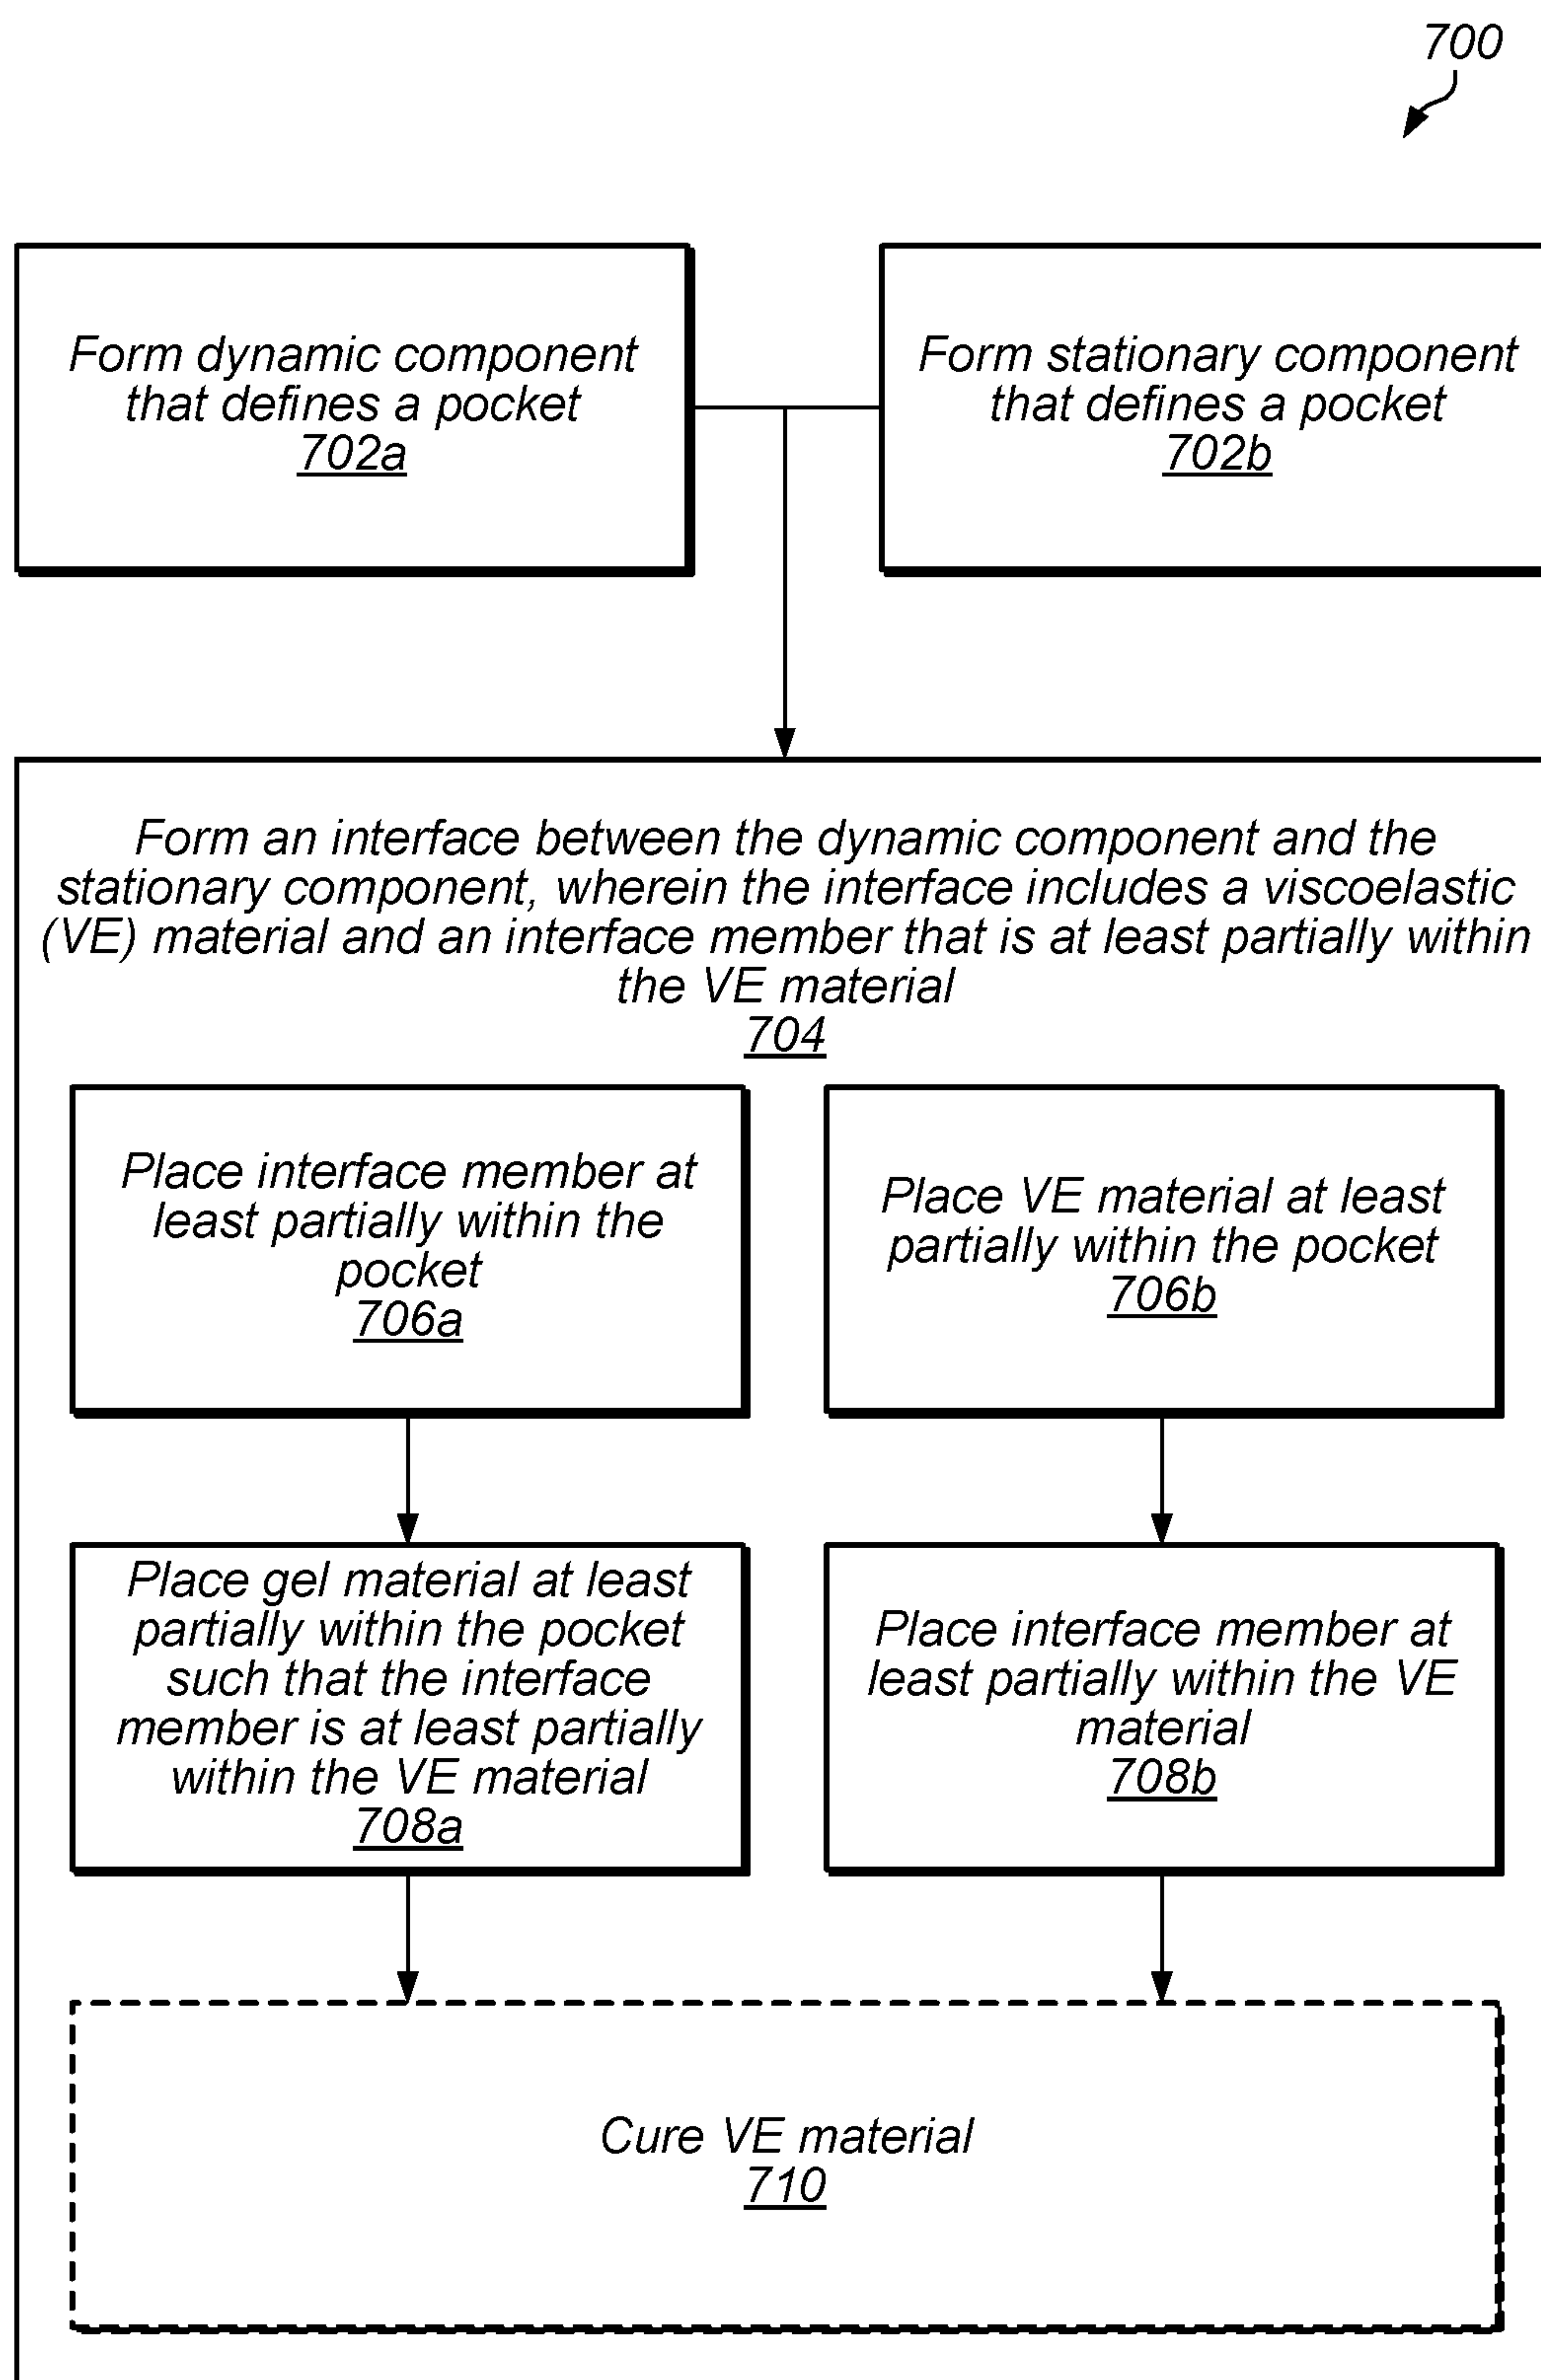 700
Form dynamic component
that defines a pocket
702a
Form stationary component
that defines a pocket
702b
Form an interface between the dynamic component and the
stationary component, wherein the interface includes a viscoelastic
(VE) material and an interface member that is at least partially within
the VE material
704
Place interface member at
least partially within the
pocket
706a
Place VE material at least
partially within the pocket
706b
Place gel material at least
partially within the pocket
such that the interface
member is at least partially
within the VE material
708a
Place interface member at
least partially within the VE
material
708b
Cure VE material
710